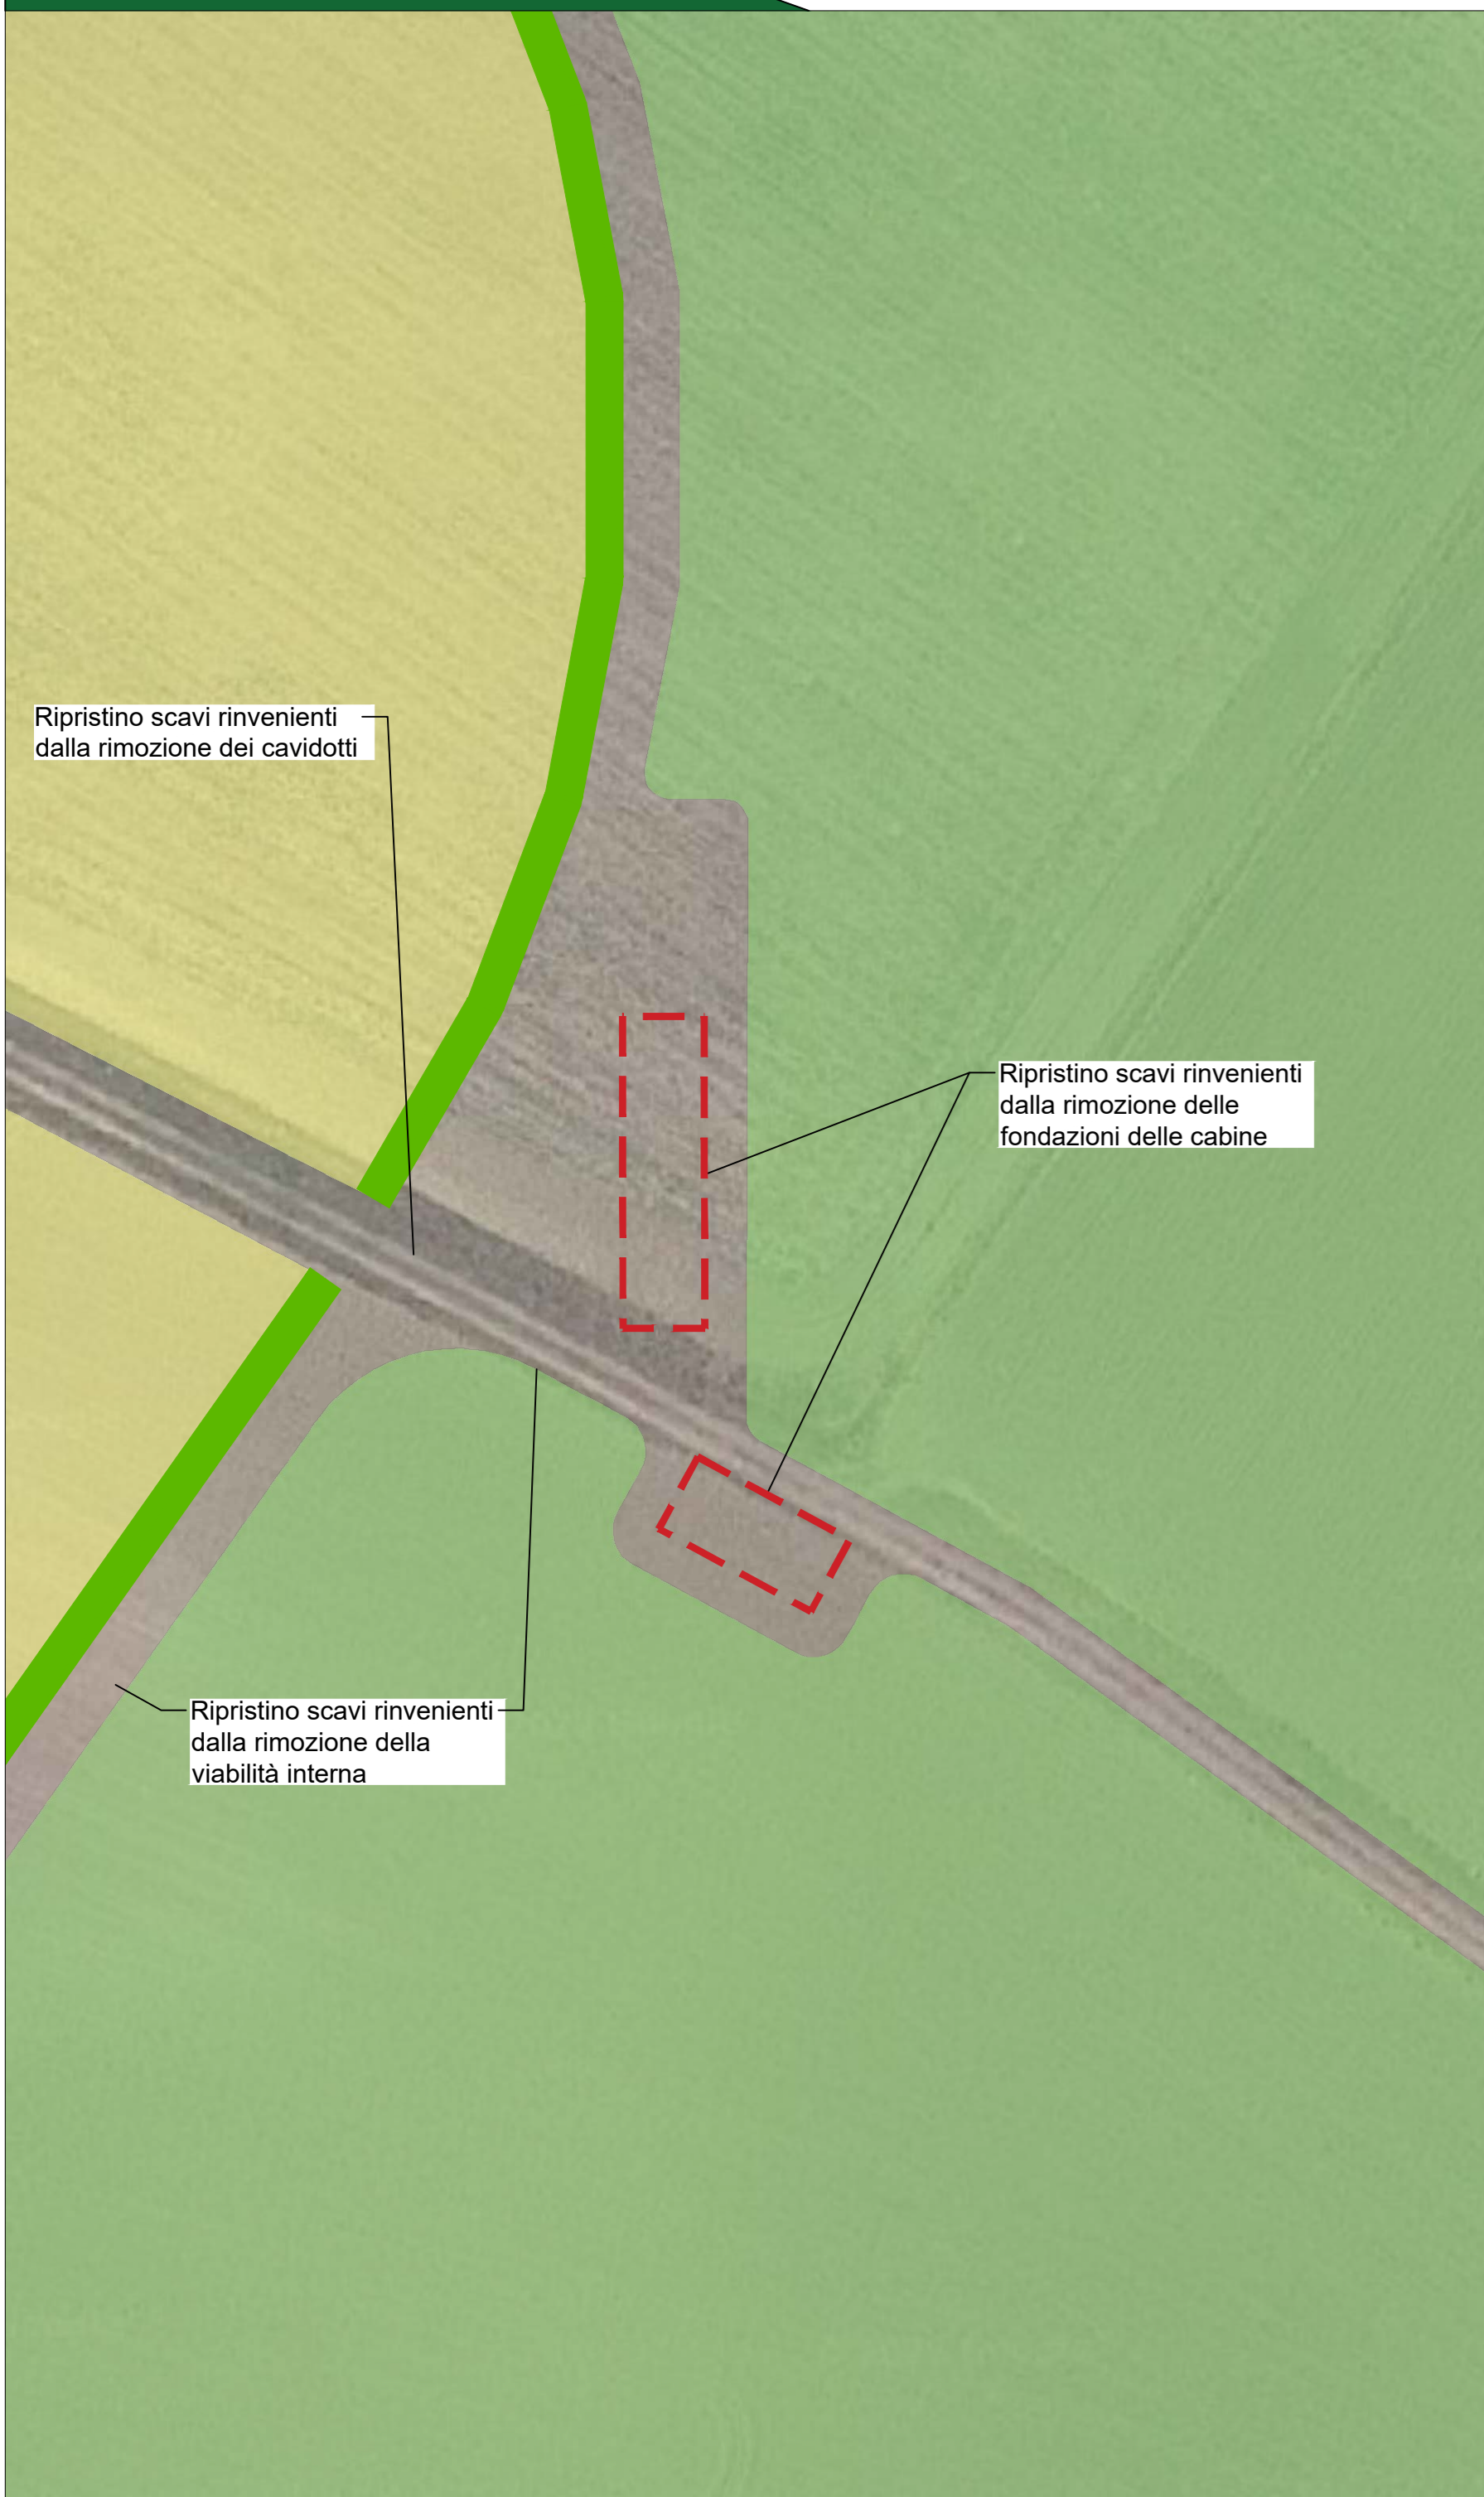 Ripristino scavi rinvenienti
dalla rimozione dei cavidotti
Ripristino scavi rinvenienti
dalla rimozione delle
fondazioni delle cabine
Ripristino scavi rinvenienti
dalla rimozione della
viabilità interna